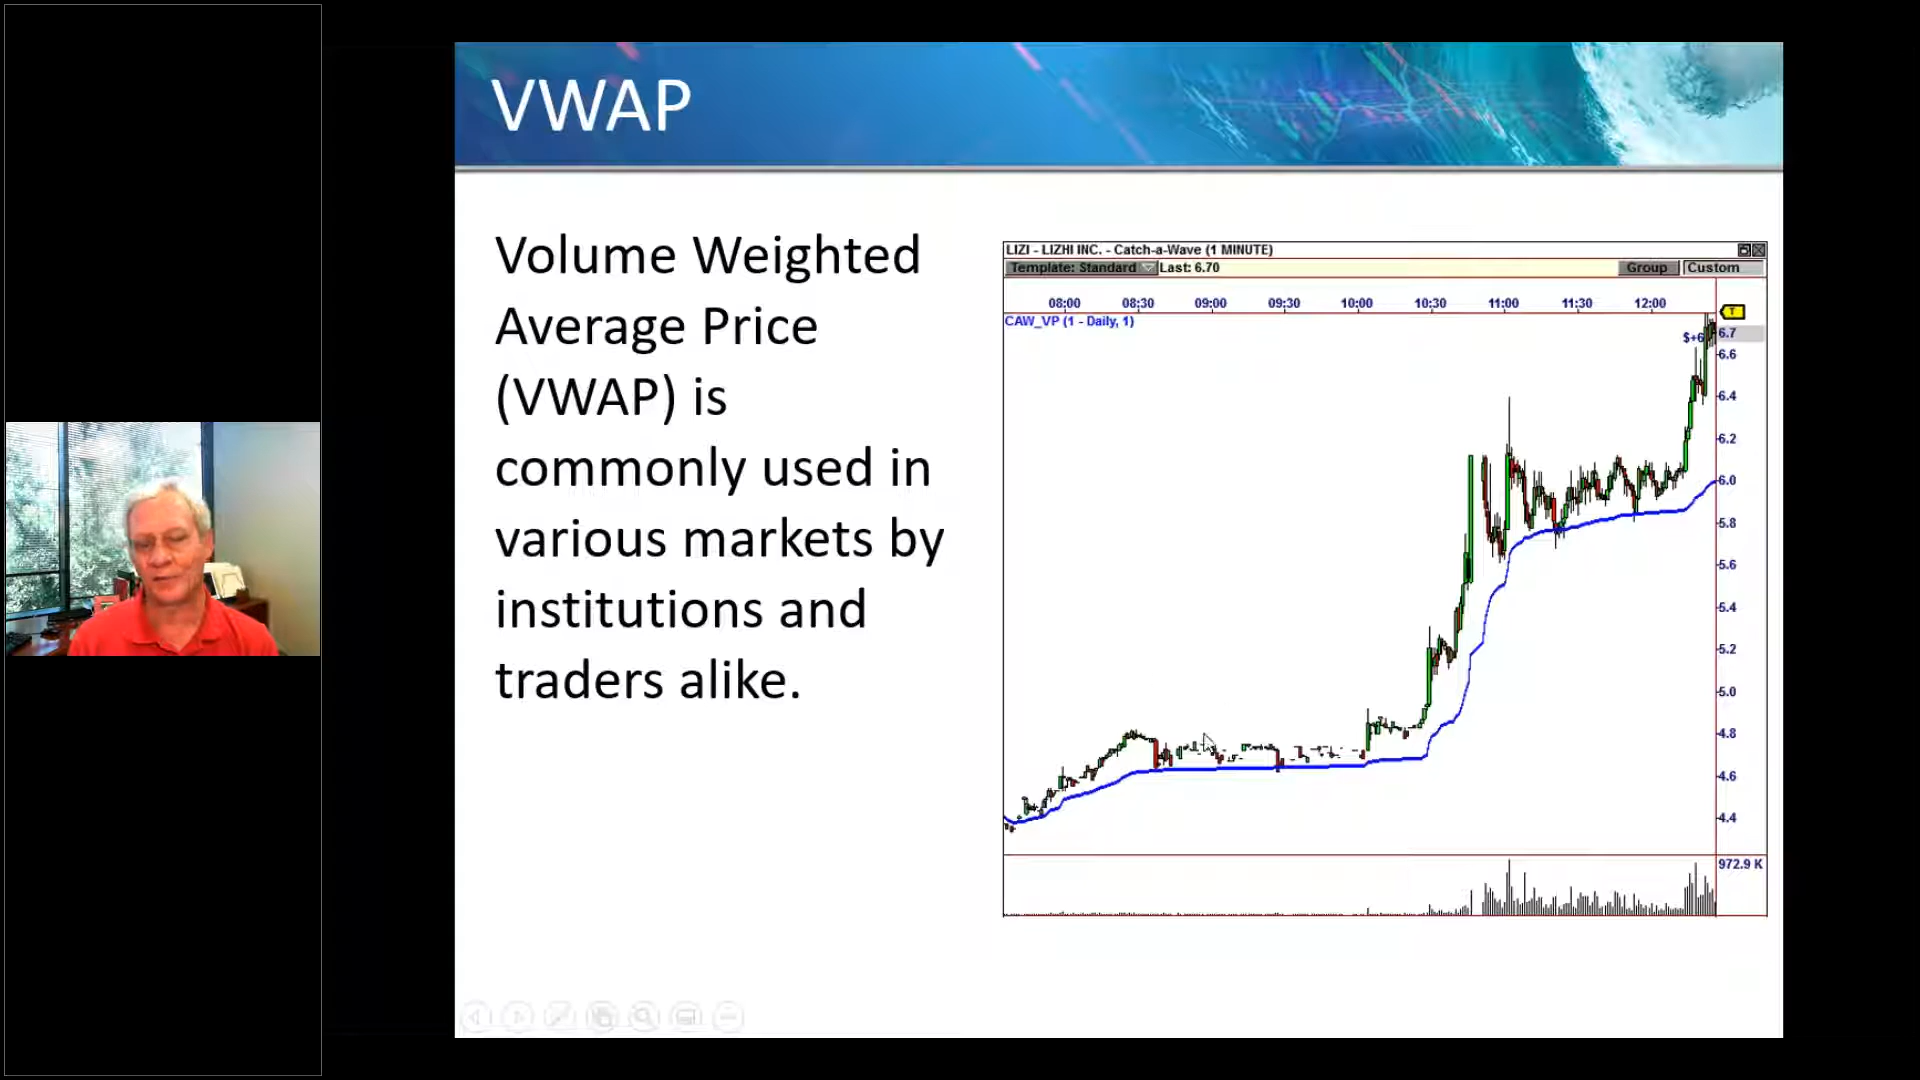 VWAP
Volume Weighted
Average Price
(VWAP) is
commonly used in
various markets by
institutions and
traders alike.
LIZI - LIZHI INC. - Catch-a-Wave (1 MINUTE)
Template: Standard Last: 6.70 Group Custom
08:00 08:30 09:00 09:30 10:00 10:30 11:00 11:30 12:00
CAW_VP (1 - Daily, 1)
T
$+6 6.7
6.6
6.4
6.2
6.0
5.8
5.6
5.4
5.2
5.0
4.8
4.6
4.4
972.9 K